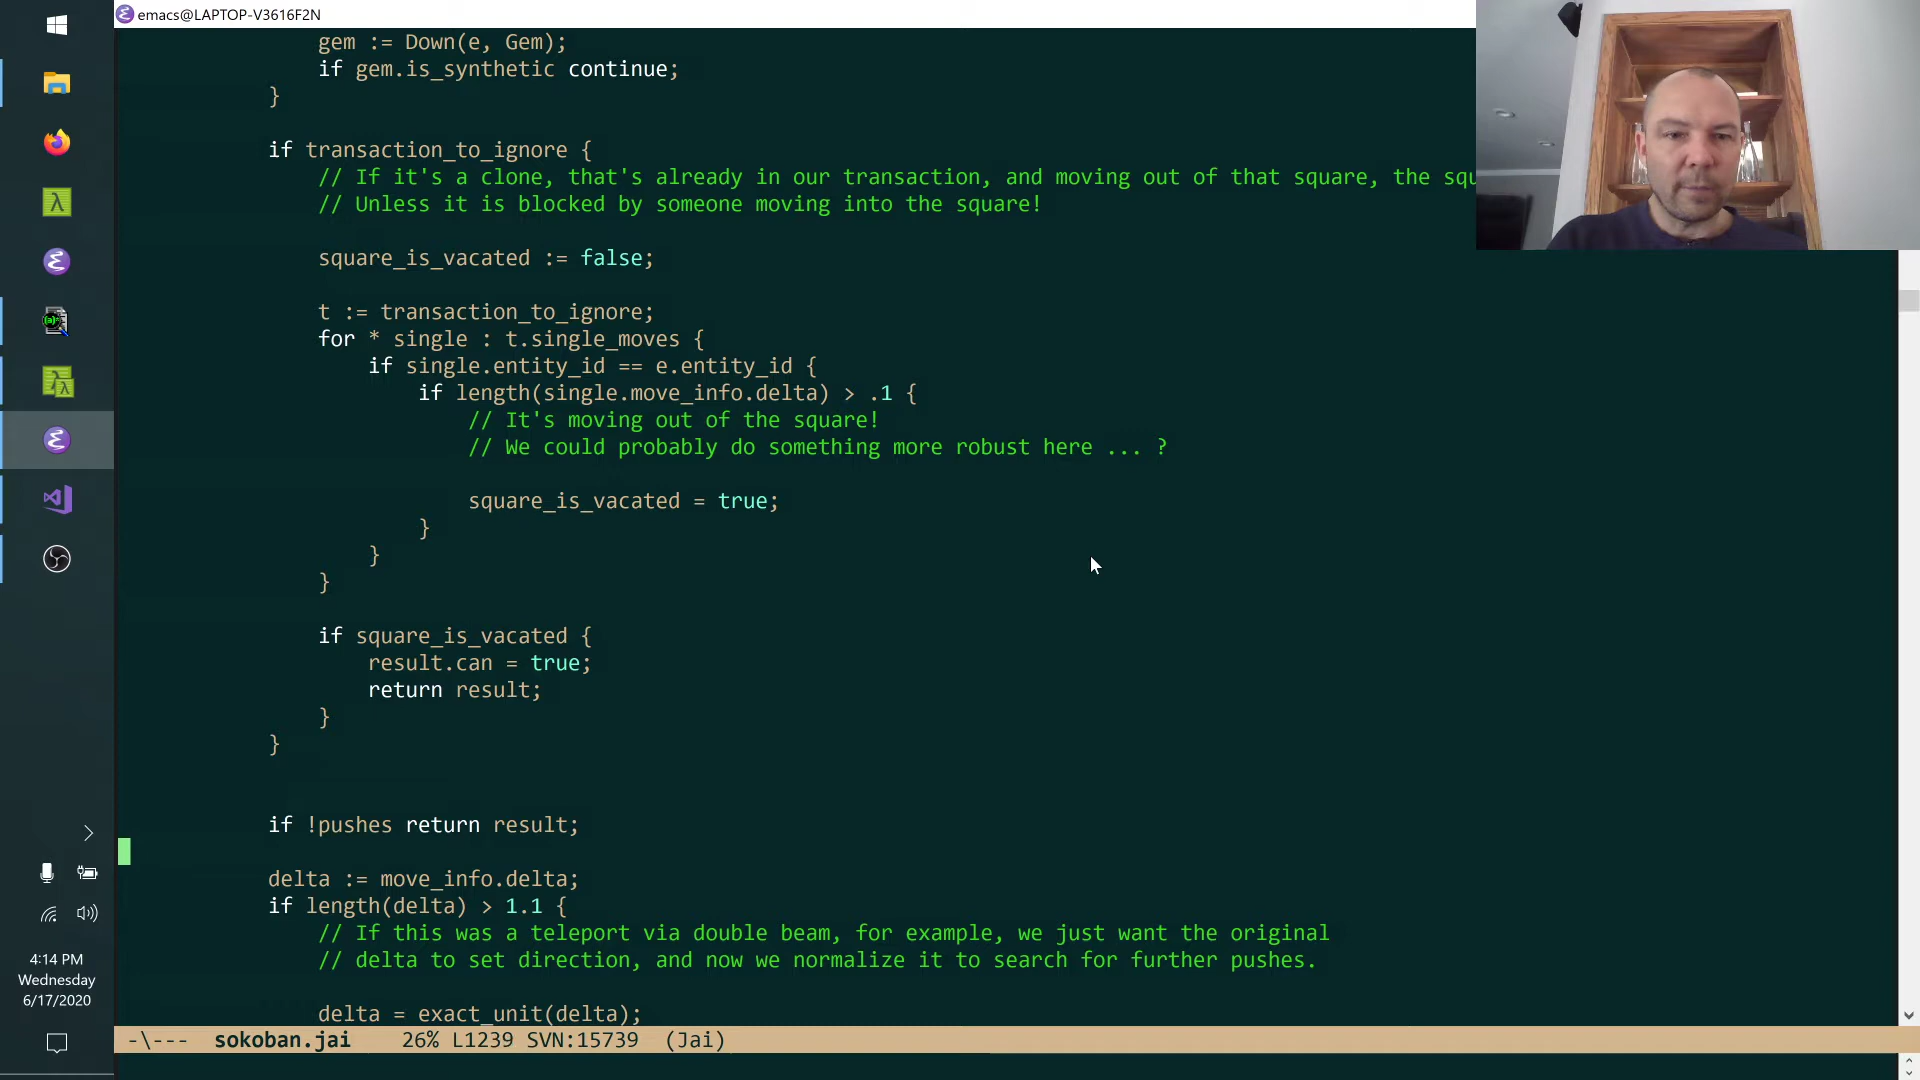 emacs@LAPTOP-V3616F2N
gem := Down(e, Gem);
if gem.is_synthetic continue;
}
if transaction_to_ignore {
// If it's a clone, that's already in our transaction, and moving out of that square, the squ
// Unless it is blocked by someone moving into the square!
square_is_vacated := false;
t := transaction_to_ignore;
for * single : t.single_moves {
if single.entity_id == e.entity_id {
if length(single.move_info.delta) > .1 {
// It's moving out of the square!
// We could probably do something more robust here ... ?
square_is_vacated = true;
}
}
}
if square_is_vacated {
result.can = true;
return result;
}
}
if !pushes return result;
delta := move_info.delta;
if length(delta) > 1.1 {
// If this was a teleport via double beam, for example, we just want the original
// delta to set direction, and now we normalize it to search for further pushes.
delta = exact_unit(delta);
-\--- sokoban.jai 26% L1239 SVN:15739 (Jai)
4:14 PM
Wednesday
6/17/2020